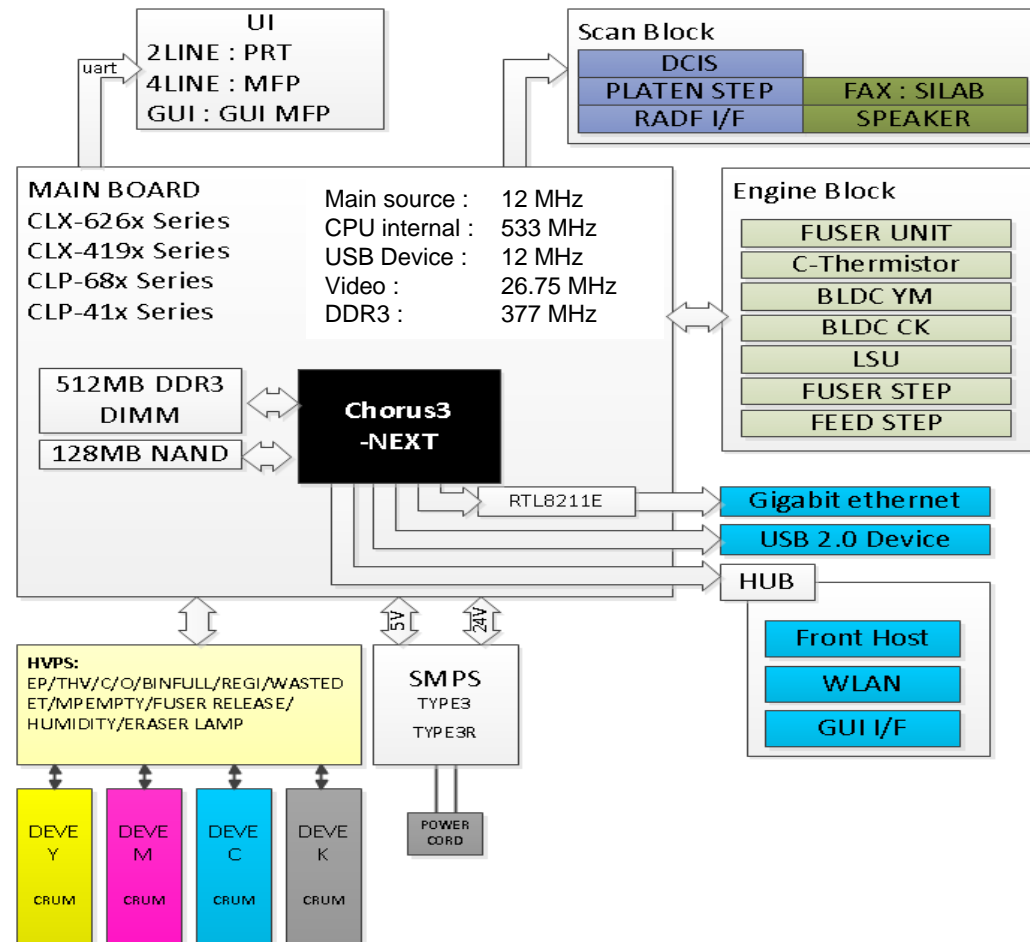 UI
2LINE : PRT
4LINE : MFP
GUI : GUI MFP
uart
Scan Block
DCIS
PLATEN STEP
RADF I/F
FAX : SILAB
SPEAKER
MAIN BOARD
CLX-626x Series
CLX-419x Series
CLP-68x Series
CLP-41x Series
Main source : 12 MHz
CPU internal : 533 MHz
USB Device : 12 MHz
Video : 26.75 MHz
DDR3 : 377 MHz
Engine Block
FUSER UNIT
C-Thermistor
BLDC YM
BLDC CK
LSU
FUSER STEP
FEED STEP
512MB DDR3
DIMM
128MB NAND
Chorus3
-NEXT
RTL8211E
Gigabit ethernet
USB 2.0 Device
HUB
Front Host
WLAN
GUI I/F
5V
24V
HVPS:
EP/THV/C/O/BINFULL/REGI/WASTED
ET/MPEMPTY/FUSER RELEASE/
HUMIDITY/ERASER LAMP
SMPS
TYPE3
TYPE3R
POWER
CORD
DEVE
Y
CRUM
DEVE
M
CRUM
DEVE
C
CRUM
DEVE
K
CRUM